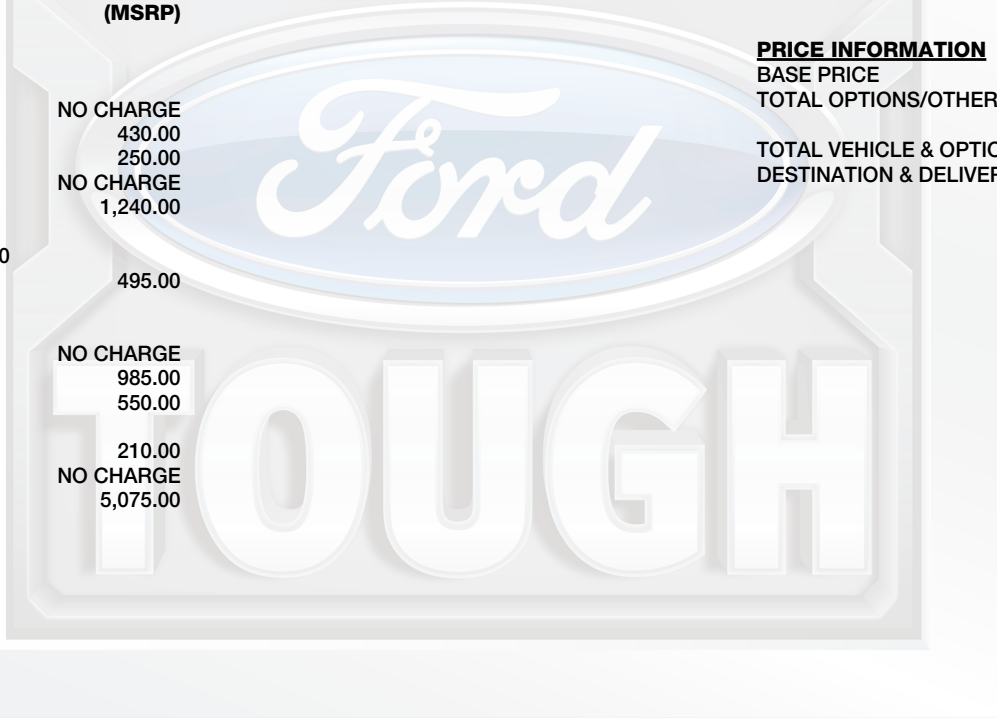 (MSRP)
NO CHARGE
430.00
250.00
NO CHARGE
1,240.00
0
495.00
NO CHARGE
985.00
550.00
210.00
NO CHARGE
5,075.00
PRICE INFORMATION
BASE PRICE
TOTAL OPTIONS/OTHER
TOTAL VEHICLE & OPTIO
DESTINATION & DELIVER
Ford
TOUGH